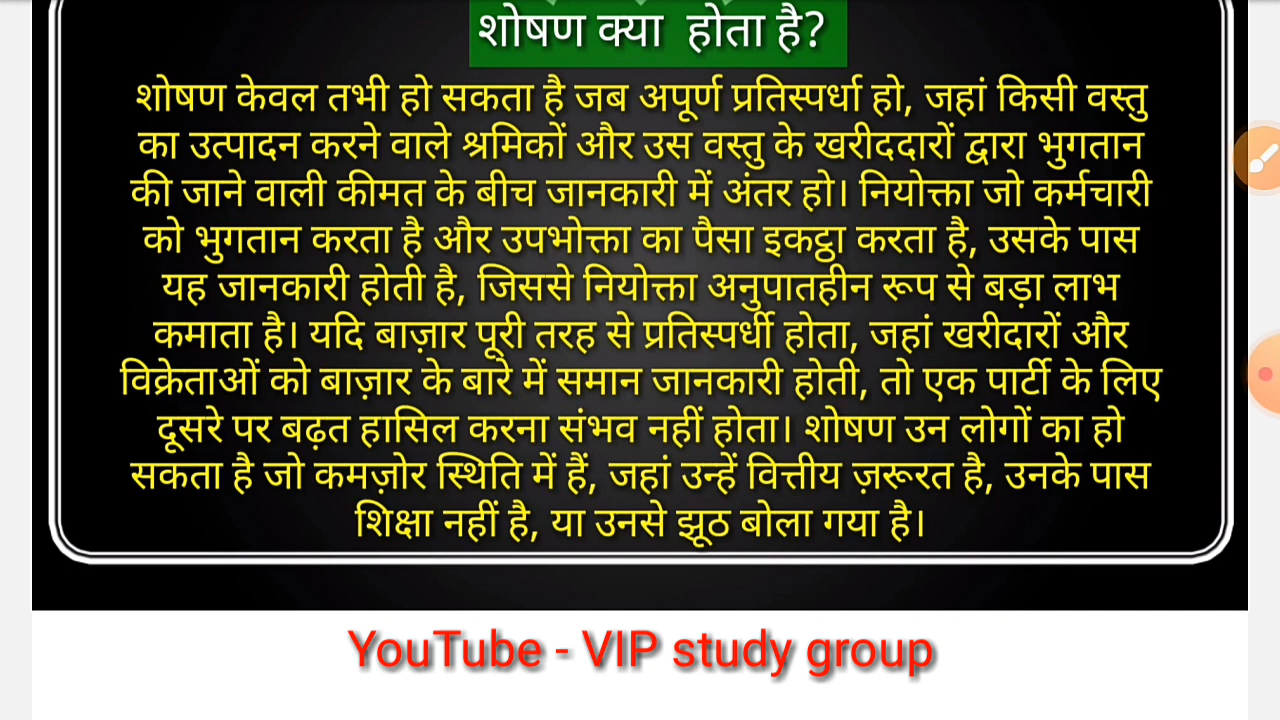 शोषण क्या होता है?
शोषण केवल तभी हो सकता है जब अपूर्ण प्रतिस्पर्धा हो, जहां किसी वस्तु
का उत्पादन करने वाले श्रमिकों और उस वस्तु के खरीददारों द्वारा भुगतान
की जाने वाली कीमत के बीच जानकारी में अंतर हो। नियोक्ता जो कर्मचारी
को भुगतान करता है और उपभोक्ता का पैसा इकट्ठा करता है, उसके पास
यह जानकारी होती है, जिससे नियोक्ता अनुपातहीन रूप से बड़ा लाभ
कमाता है। यदि बाज़ार पूरी तरह से प्रतिस्पर्धी होता, जहां खरीदारों और
विक्रेताओं को बाज़ार के बारे में समान जानकारी होती, तो एक पार्टी के लिए
दूसरे पर बढ़त हासिल करना संभव नहीं होता। शोषण उन लोगों का हो
सकता है जो कमज़ोर स्थिति में हैं, जहां उन्हें वित्तीय ज़रूरत है, उनके पास
शिक्षा नहीं है, या उनसे झूठ बोला गया है।
YouTube - VIP study group